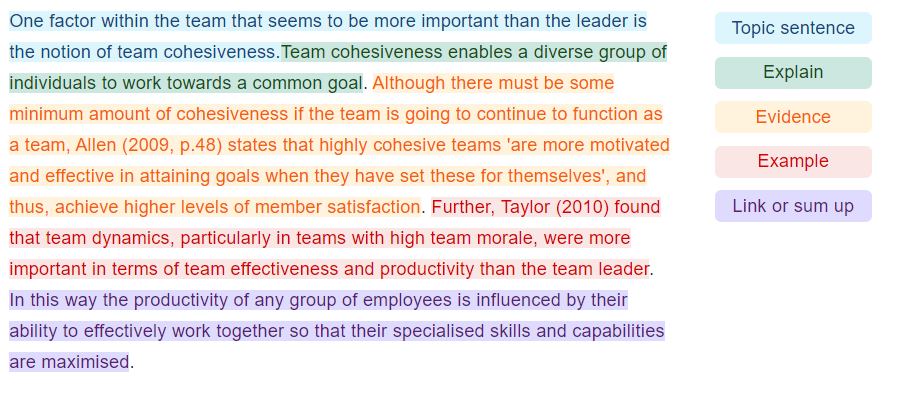 One factor within the team that seems to be more important than the leader is
the notion of team cohesiveness.Team cohesiveness enables a diverse group of
individuals to work towards a common goal. Although there must be some
minimum amount of cohesiveness if the team is going to continue to function as
a team, Allen (2009, p.48) states that highly cohesive teams 'are more motivated
and effective in attaining goals when they have set these for themselves', and
thus, achieve higher levels of member satisfaction. Further, Taylor (2010) found
that team dynamics, particularly in teams with high team morale, were more
important in terms of team effectiveness and productivity than the team leader.
In this way the productivity of any group of employees is influenced by their
ability to effectively work together so that their specialised skills and capabilities
are maximised.
Topic sentence
Explain
Evidence
Example
Link or sum up